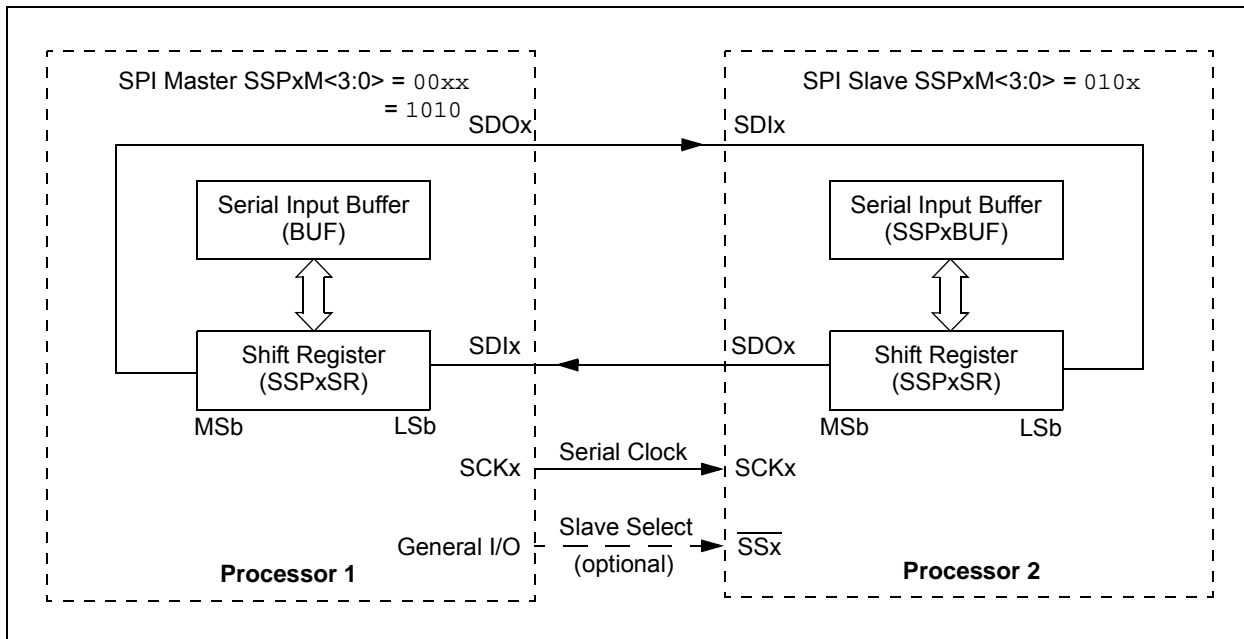 SPI Master SSPxM<3:0> = 00xx
= 1010
SDOx
Serial Input Buffer
(BUF)
Shift Register
(SSPxSR)
MSb
LSb
SDIx
SCKx
General I/O
Processor 1
Serial Clock
Slave Select
(optional)
SPI Slave SSPxM<3:0> = 010x
SDIx
Serial Input Buffer
(SSPxBUF)
SDOx
Shift Register
(SSPxSR)
MSb
LSb
SCKx
SSx
Processor 2